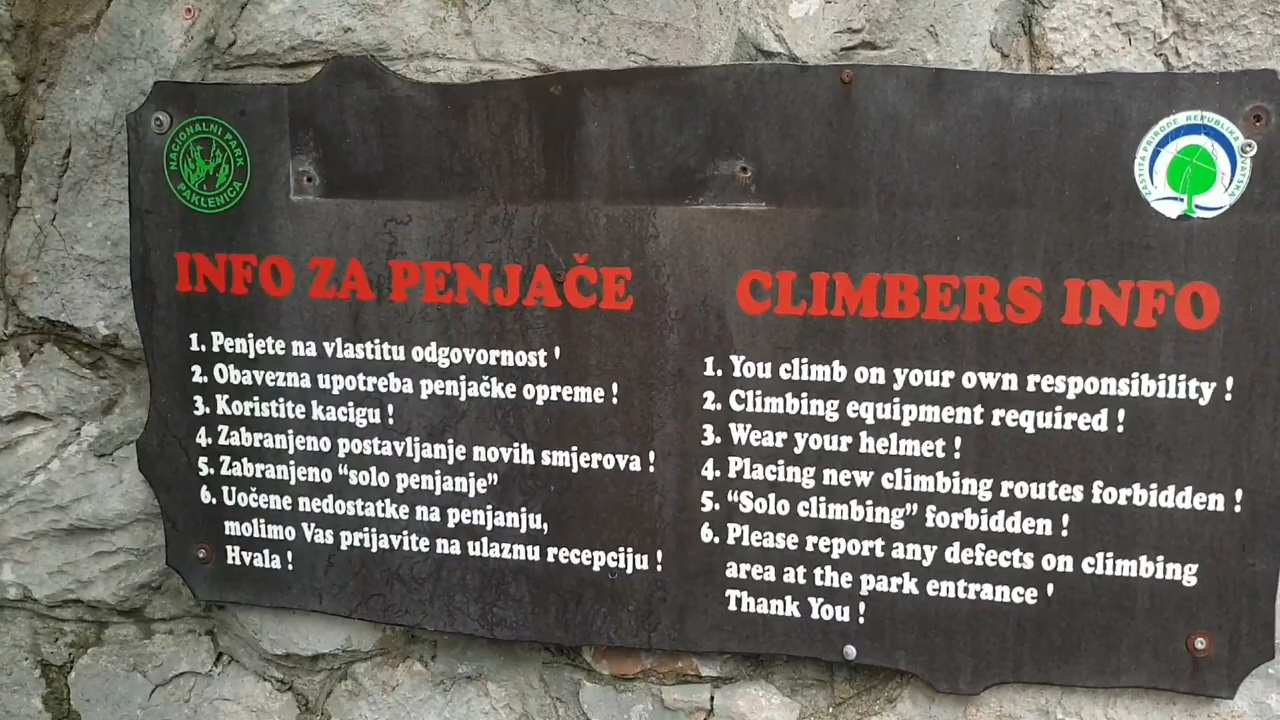 NACIONALNI PARK
PAKLENICA
ZAŠTITA PRIRODE REPUBLIKA
INFO ZA PENJAČE
1. Penjete na vlastitu odgovornost !
2. Obavezna upotreba penjačke opreme !
3. Koristite kacigu !
4. Zabranjeno postavljanje novih smjerova !
5. Zabranjeno “solo penjanje”
6. Uočene nedostatke na penjanju,
molimo Vas prijavite na ulaznu recepciju !
Hvala !
CLIMBERS INFO
1. You climb on your own responsibility !
2. Climbing equipment required !
3. Wear your helmet !
4. Placing new climbing routes forbidden !
5. “Solo climbing” forbidden !
6. Please report any defects on climbing
area at the park entrance !
Thank You !